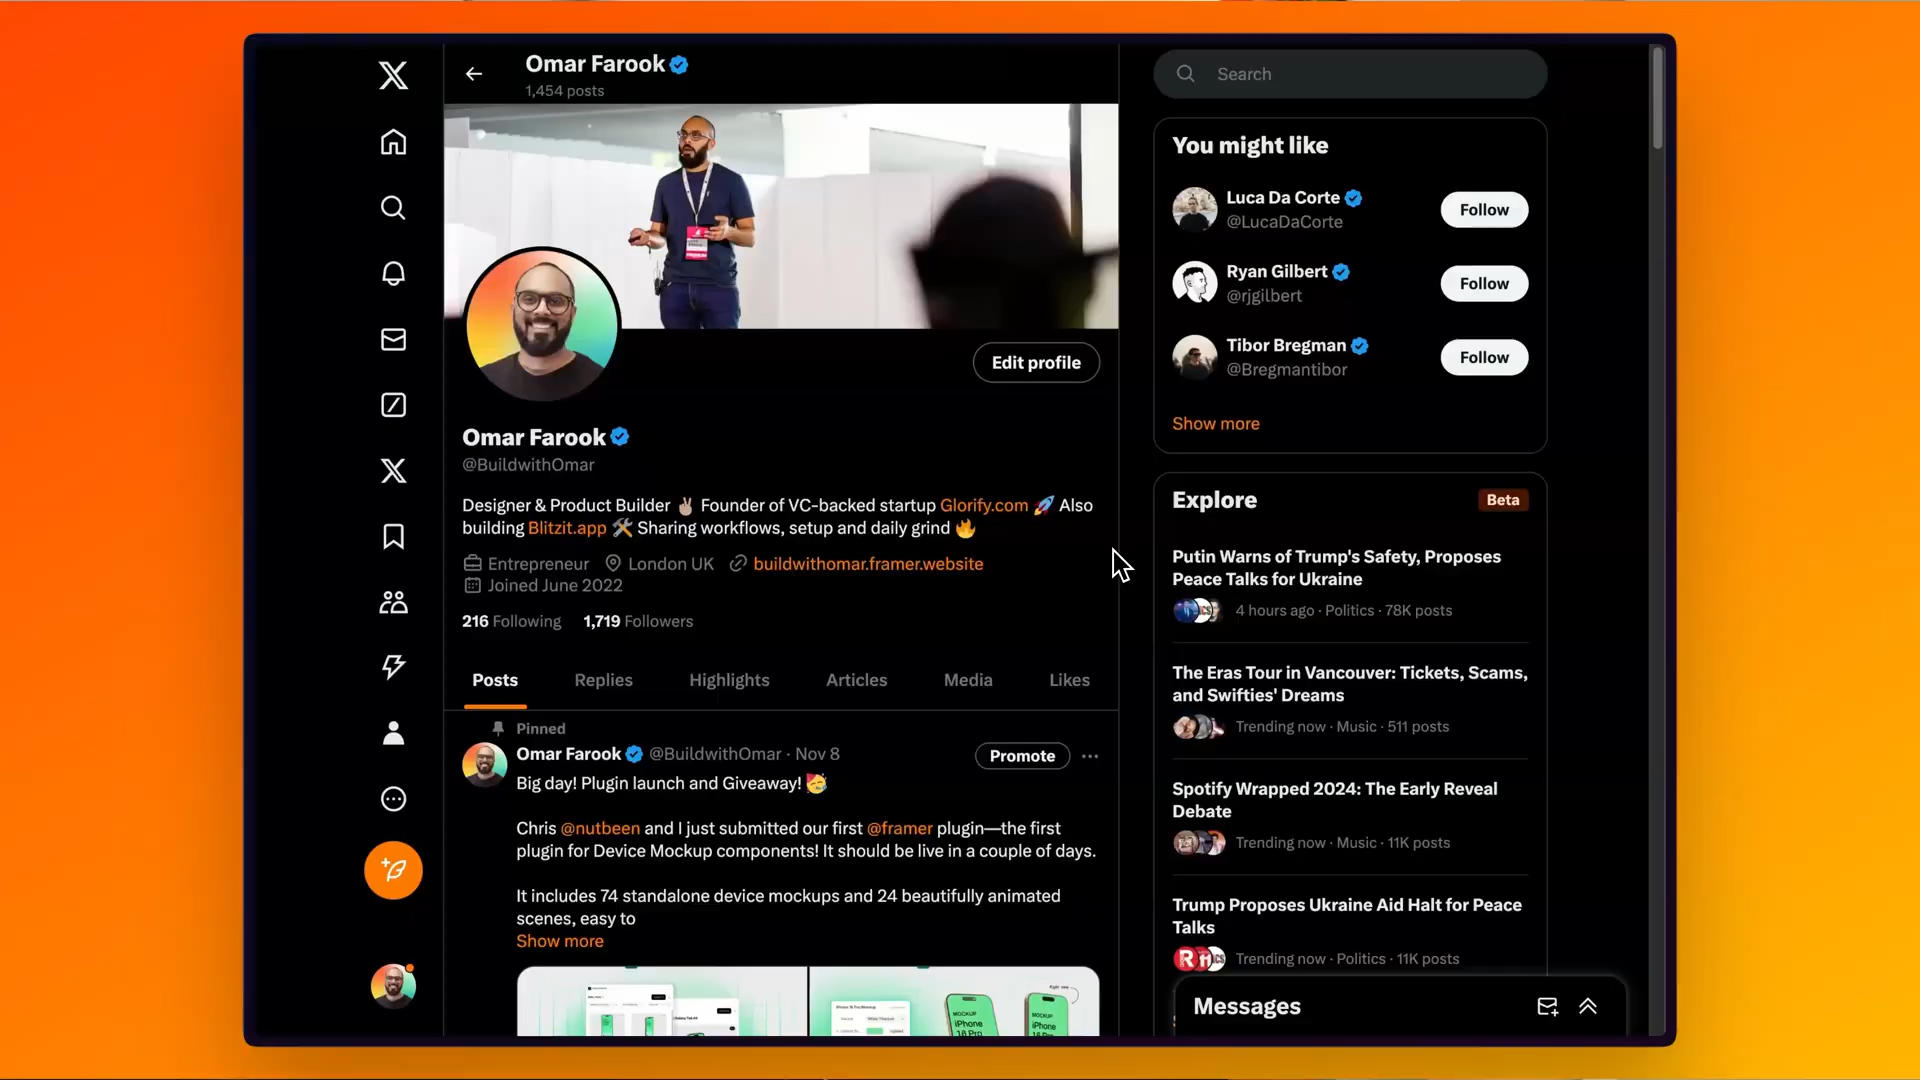 Omar Farook
1,454 posts
Edit profile
Omar Farook
@BuildwithOmar
Designer & Product Builder ✌🏼 Founder of VC-backed startup Glorify.com 🚀 Also
building Blitzit.app 🛠️ Sharing workflows, setup and daily grind 🔥
Entrepreneur London UK buildwithomar.framer.website
Joined June 2022
216 Following 1,719 Followers
Posts Replies Highlights Articles Media Likes
Pinned
Omar Farook @BuildwithOmar · Nov 8
Promote
Big day! Plugin launch and Giveaway! 🥳
Chris @nutbeen and I just submitted our first @framer plugin—the first
plugin for Device Mockup components! It should be live in a couple of days.
It includes 74 standalone device mockups and 24 beautifully animated
scenes, easy to
Show more
MOCKUP
iPhone
16 Pro
MOCKUP
iPhone
16 Pro
Search
You might like
Luca Da Corte
@LucaDaCorte
Follow
Ryan Gilbert
@rjgilbert
Follow
Tibor Bregman
@Bregmantibor
Follow
Show more
Explore
Beta
Putin Warns of Trump's Safety, Proposes
Peace Talks for Ukraine
4 hours ago · Politics · 78K posts
The Eras Tour in Vancouver: Tickets, Scams,
and Swifties' Dreams
Trending now · Music · 511 posts
Spotify Wrapped 2024: The Early Reveal
Debate
Trending now · Music · 11K posts
Trump Proposes Ukraine Aid Halt for Peace
Talks
Trending now · Politics · 11K posts
Messages